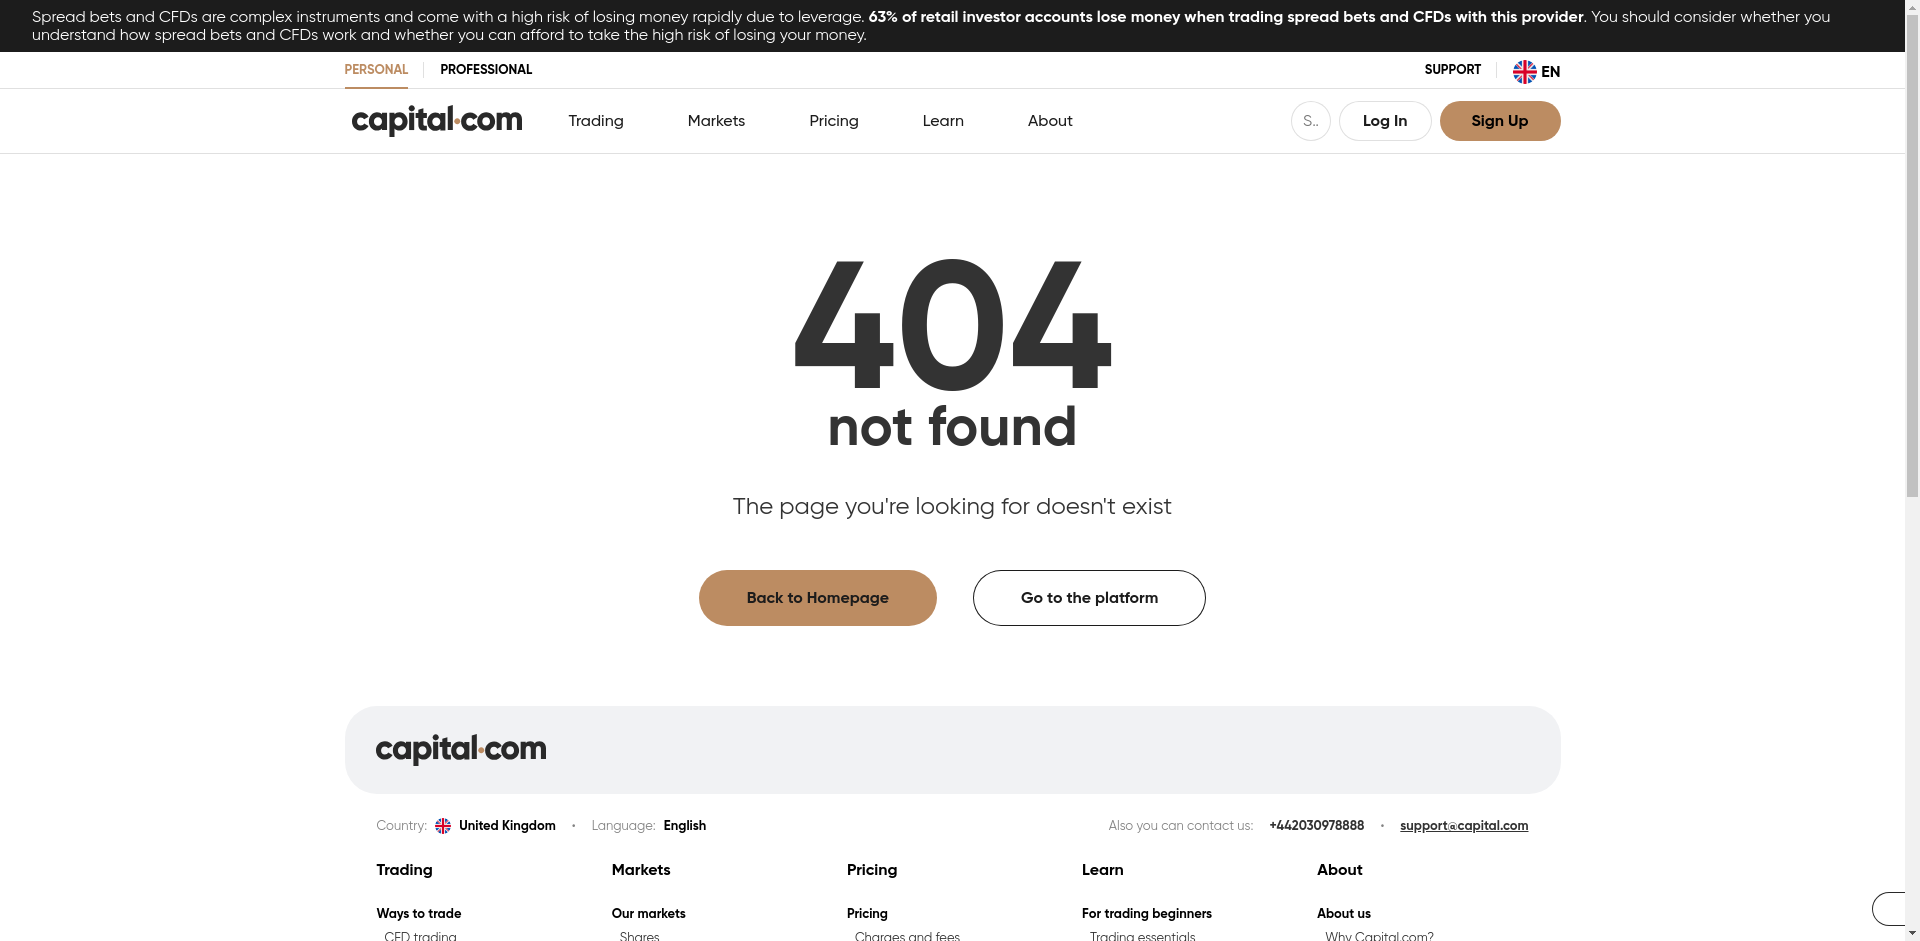 Spread bets and CFDs are complex instruments and come with a high risk of losing money rapidly due to leverage. 63% of retail investor accounts lose money when trading spread bets and CFDs with this provider. You should consider whether you
understand how spread bets and CFDs work and whether you can afford to take the high risk of losing your money.
PERSONAL PROFESSIONAL SUPPORT EN
capital.com Trading Markets Pricing Learn About S.. Log In Sign Up
404
not found
The page you're looking for doesn't exist
Back to Homepage Go to the platform
capital.com
Country: United Kingdom • Language: English Also you can contact us: +442030978888 • support@capital.com
Trading Markets Pricing Learn About
Ways to trade Our markets Pricing For trading beginners About us
CFD trading Shares Charges and fees Trading essentials Why Capital.com?